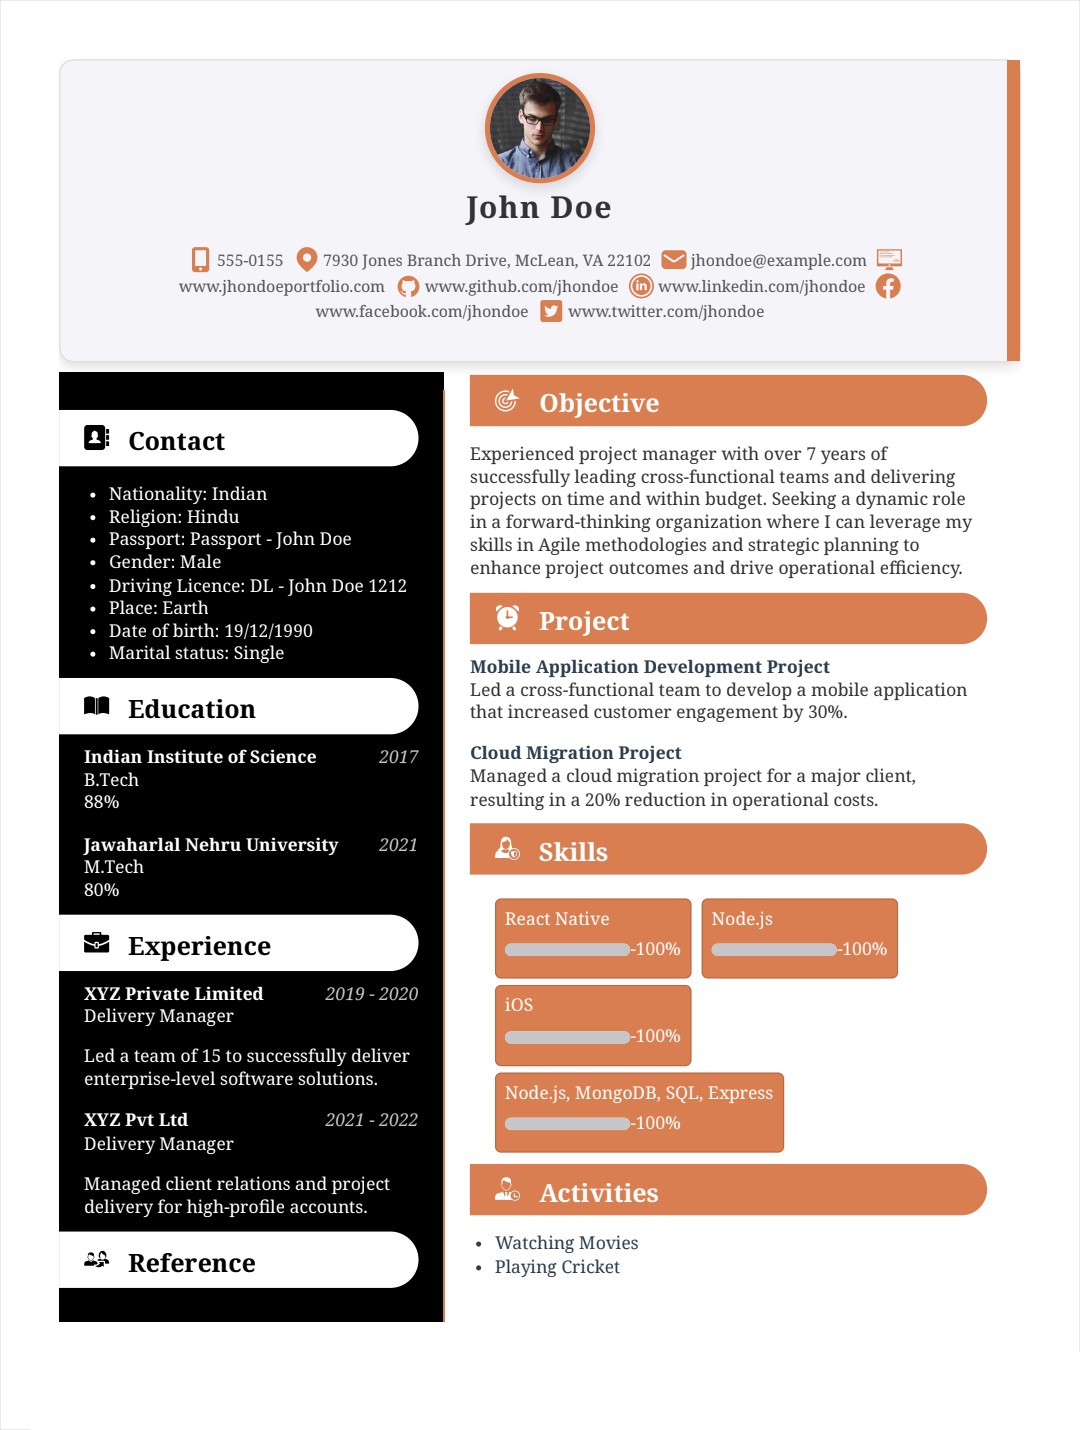 John Doe
555-0155 7930 Jones Branch Drive, McLean, VA 22102 jhondoe@example.com
www.jhondoeportfolio.com www.github.com/jhondoe www.linkedin.com/jhondoe
www.facebook.com/jhondoe www.twitter.com/jhondoe
Contact
• Nationality: Indian
• Religion: Hindu
• Passport: Passport - John Doe
• Gender: Male
• Driving Licence: DL - John Doe 1212
• Place: Earth
• Date of birth: 19/12/1990
• Marital status: Single
Education
Indian Institute of Science 2017
B.Tech
88%
Jawaharlal Nehru University 2021
M.Tech
80%
Experience
XYZ Private Limited 2019 - 2020
Delivery Manager
Led a team of 15 to successfully deliver
enterprise-level software solutions.
XYZ Pvt Ltd 2021 - 2022
Delivery Manager
Managed client relations and project
delivery for high-profile accounts.
Reference
Objective
Experienced project manager with over 7 years of
successfully leading cross-functional teams and delivering
projects on time and within budget. Seeking a dynamic role
in a forward-thinking organization where I can leverage my
skills in Agile methodologies and strategic planning to
enhance project outcomes and drive operational efficiency.
Project
Mobile Application Development Project
Led a cross-functional team to develop a mobile application
that increased customer engagement by 30%.
Cloud Migration Project
Managed a cloud migration project for a major client,
resulting in a 20% reduction in operational costs.
Skills
React Native
-100%
Node.js
-100%
iOS
-100%
Node.js, MongoDB, SQL, Express
-100%
Activities
• Watching Movies
• Playing Cricket